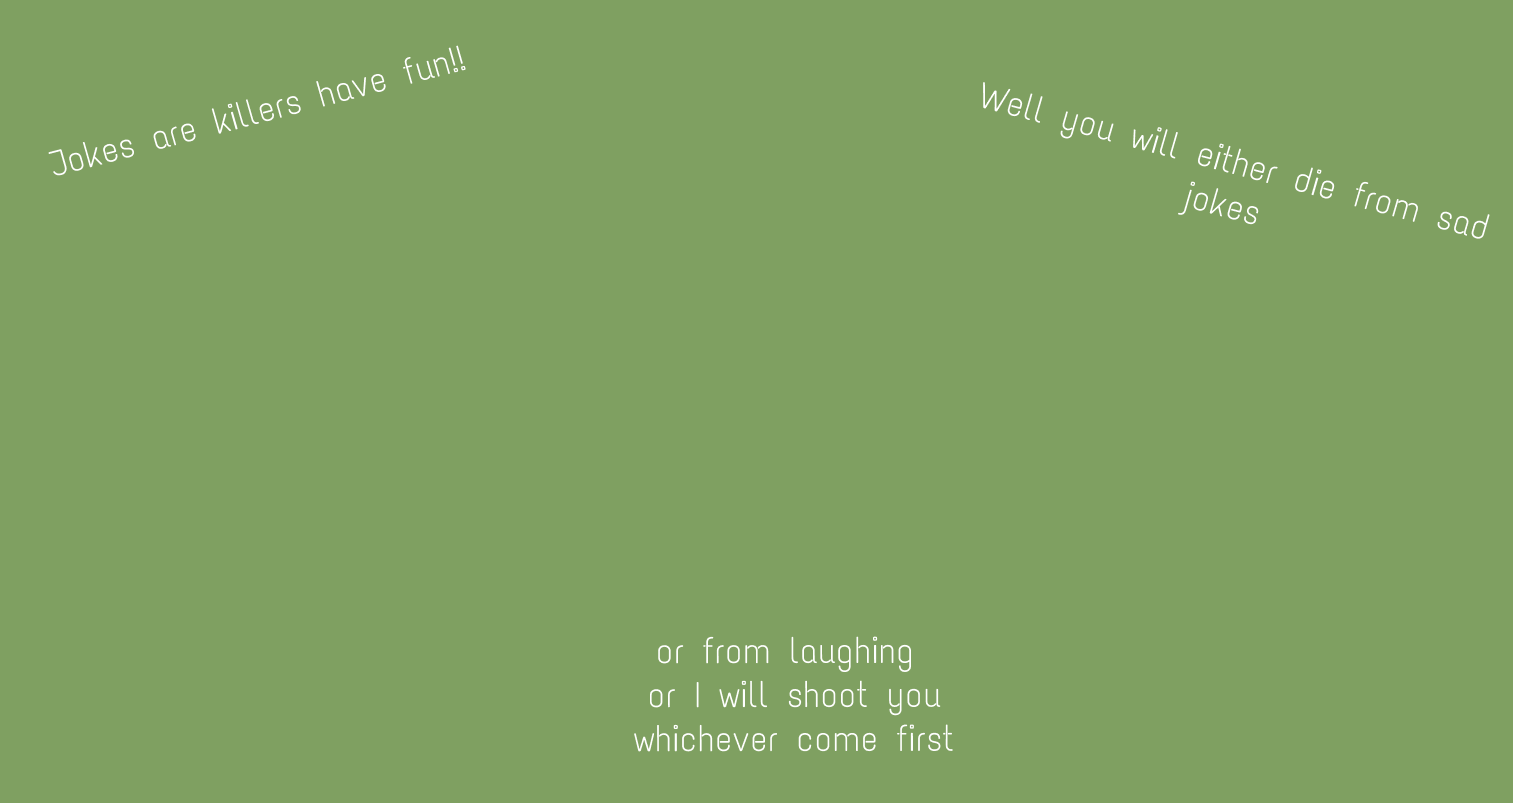 Jokes are killers have fun!!
Well you will either die from sad
jokes
or from laughing
or I will shoot you
whichever come first